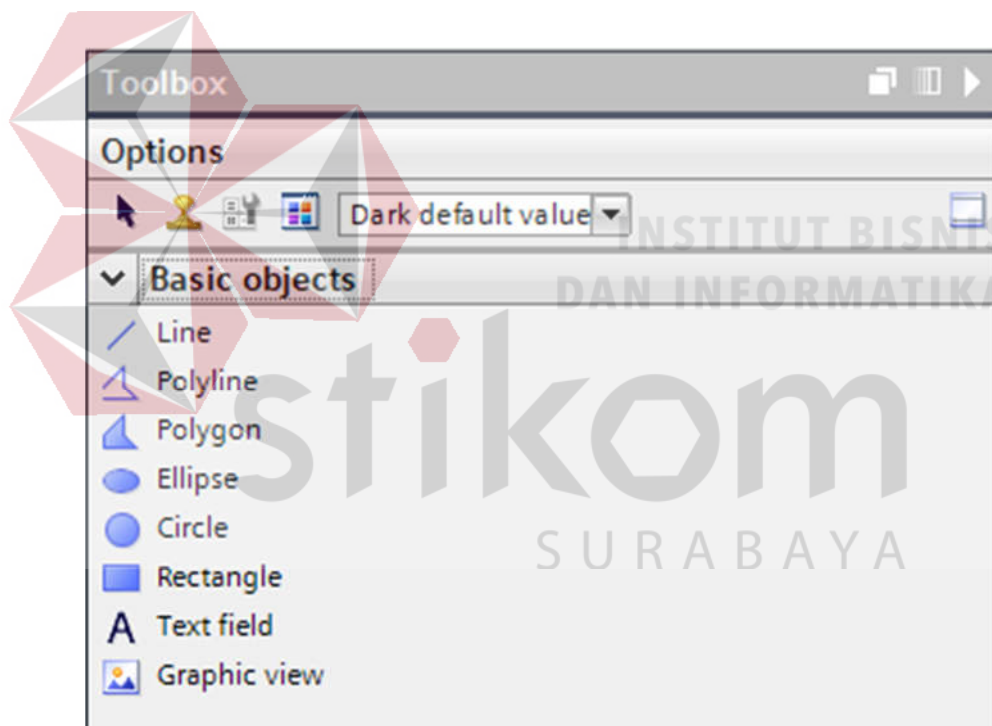 Toolbox
Options
Dark default value
INSTITUT BISNIS
DAN INFORMATIKA
Basic objects
Line
Polyline
Polygon
Ellipse
Circle
Rectangle
Text field
Graphic view
stikom
SURABAYA